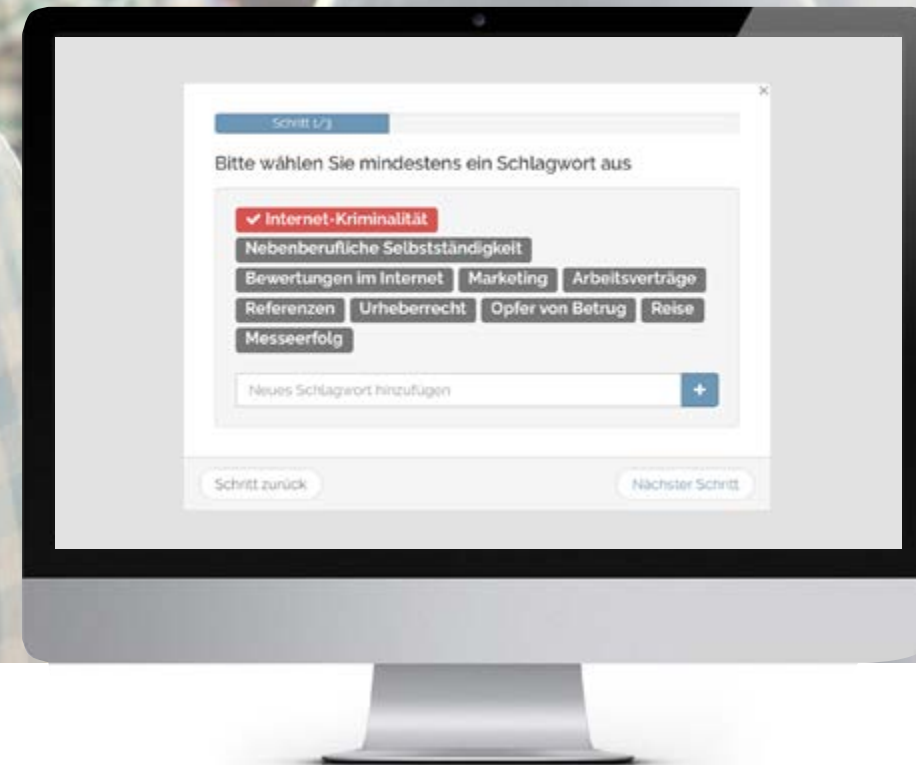 Schritt 1/3
Bitte wählen Sie mindestens ein Schlagwort aus
✔ Internet-Kriminalität
Nebenberufliche Selbstständigkeit
Bewertungen im Internet Marketing Arbeitsverträge
Referenzen Urheberrecht Opfer von Betrug Reise
Messeerfolg
Neues Schlagwort hinzufügen +
Schritt zurück Nächster Schritt